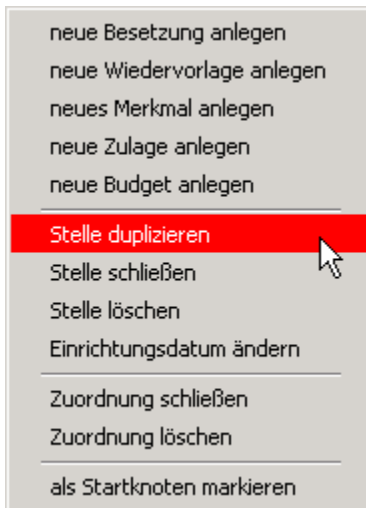 neue Besetzung anlegen
neue Wiedervorlage anlegen
neues Merkmal anlegen
neue Zulage anlegen
neue Budget anlegen
Stelle duplizieren
Stelle schließen
Stelle löschen
Einrichtungsdatum ändern
Zuordnung schließen
Zuordnung löschen
als Startknoten markieren